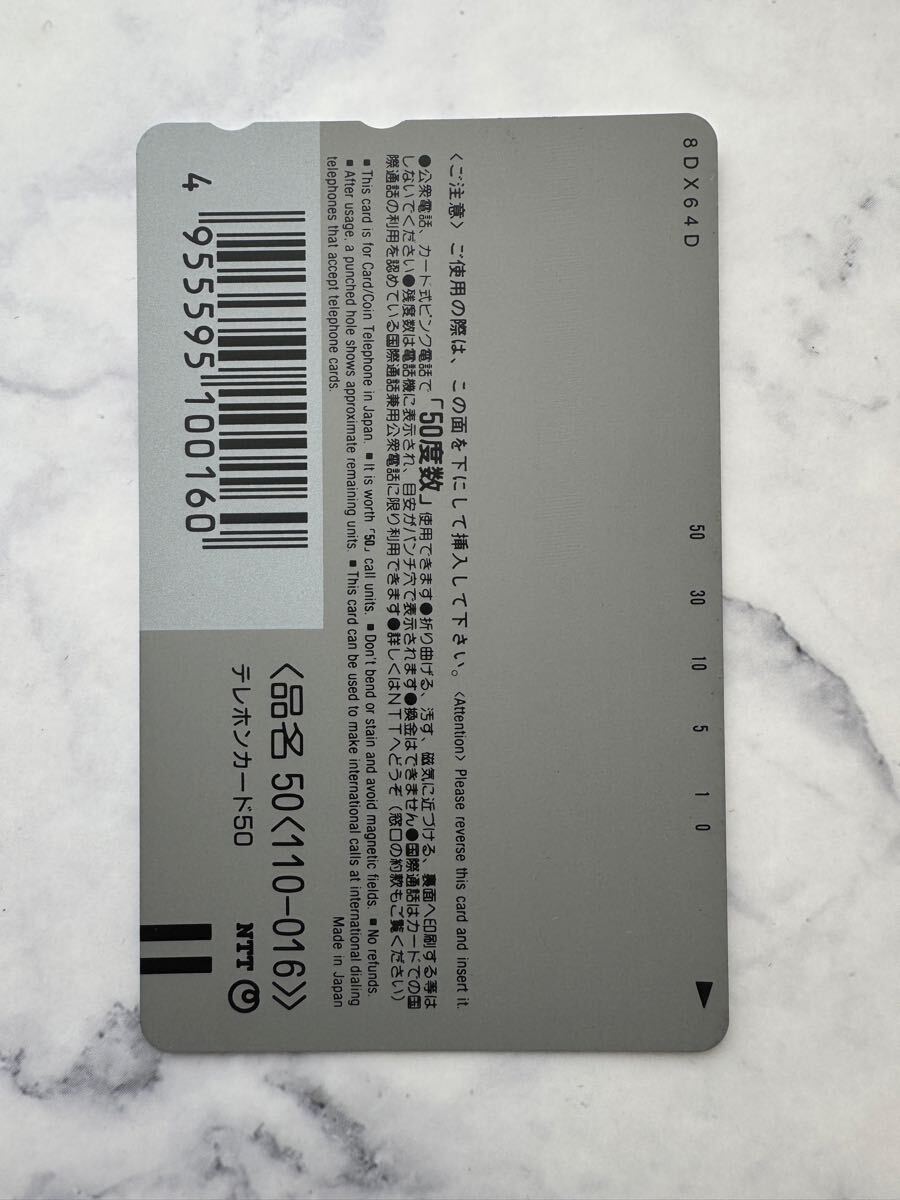 8DX64D
50 30 10 5 1 0
〈ご注意〉ご使用の際は、この面を下にして挿入して下さい。〈Attention〉Please reverse this card and insert it.
●公衆電話、カード式ピンク電話で「50度数」使用できます●折り曲げる、汚す、磁気に近づける、裏面へ印刷する等は
しないでください●残度数は電話機に表示され、目安がパンチ穴で表示されます●換金はできません●国際通話はカードでの国
際通話の利用を認めている国際通話兼用公衆電話に限り利用できます●詳しくはNTTへどうぞ(窓口の約款もご覧ください)
■ This card is for Card/Coin Telephone in Japan. ■ It is worth「50」call units. ■ Don't bend or stain and avoid magnetic fields. ■ No refunds.
■ After usage, a punched hole shows approximate remaining units. ■ This card can be used to make international calls at international dialing
telephones that accept telephone cards.
Made in Japan
4 955595 100160
〈品名 50〈110-016〉〉
テレホンカード50
NTT